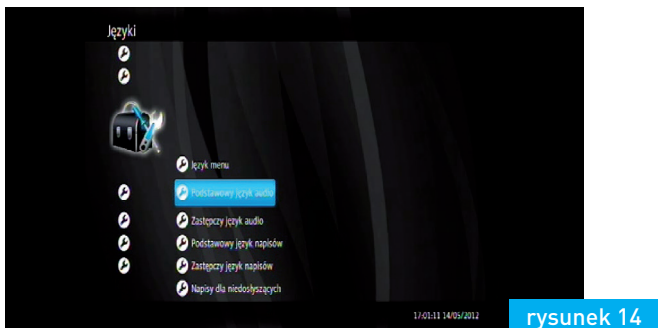 Języki
Język menu
Podstawowy język audio
Zastępczy język audio
Podstawowy język napisów
Zastępczy język napisów
Napisy dla niedosłyszących
17:01:11 14/05/2012
rysunek 14